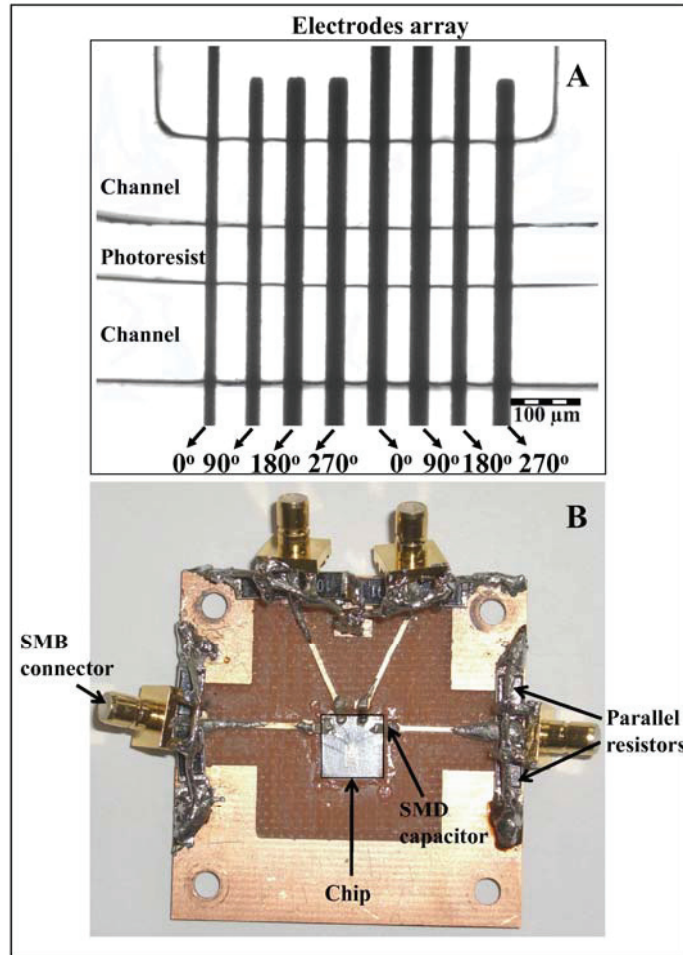 Electrodes array
A
Channel
Photoresist
Channel
100 µm
0º 90º 180º 270º 0º 90º 180º 270º
B
SMB
connector
Parallel
resistors
SMD
capacitor
Chip